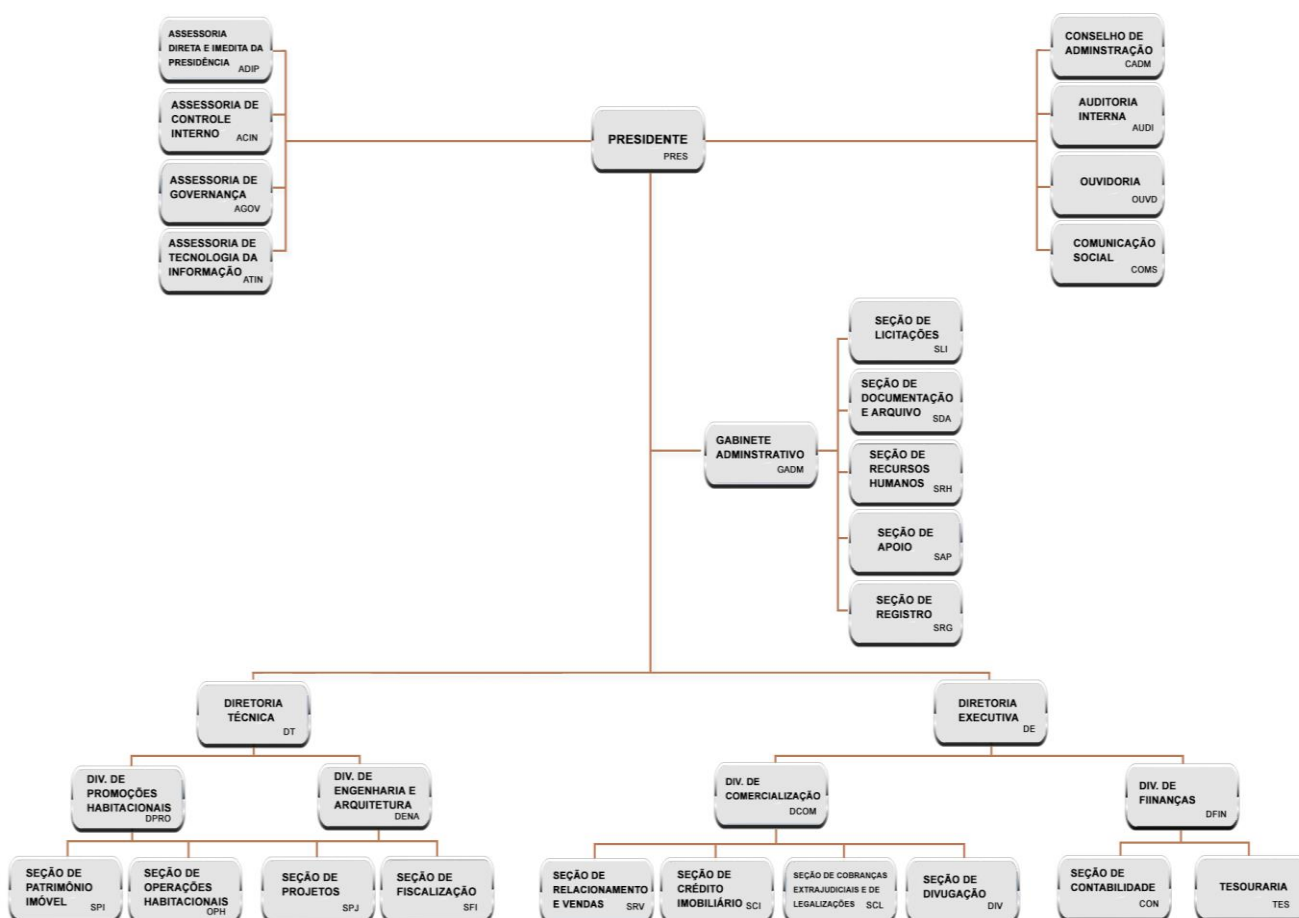 ASSESSORIA
DIRETA E IMEDITA DA
PRESIDÊNCIA
ADIP
ASSESSORIA DE
CONTROLE
INTERNO
ACIN
ASSESSORIA DE
GOVERNANÇA
AGOV
ASSESSORIA DE
TECNOLOGIA DA
INFORMAÇÃO
ATIN
PRESIDENTE
PRES
CONSELHO DE
ADMINSTRAÇÃO
CADM
AUDITORIA
INTERNA
AUDI
OUVIDORIA
OUVD
COMUNICAÇÃO
SOCIAL
COMS
GABINETE
ADMINSTRATIVO
GADM
SEÇÃO DE
LICITAÇÕES
SLI
SEÇÃO DE
DOCUMENTAÇÃO
E ARQUIVO
SDA
SEÇÃO DE
RECURSOS
HUMANOS
SRH
SEÇÃO DE
APOIO
SAP
SEÇÃO DE
REGISTRO
SRG
DIRETORIA
TÉCNICA
DT
DIRETORIA
EXECUTIVA
DE
DIV. DE
PROMOÇÕES
HABITACIONAIS
DPRO
DIV. DE
ENGENHARIA E
ARQUITETURA
DENA
DIV. DE
COMERCIALIZAÇÃO
DCOM
DIV. DE
FIINANÇAS
DFIN
SEÇÃO DE
PATRIMÔNIO
IMÓVEL
SPI
SEÇÃO DE
OPERAÇÕES
HABITACIONAIS
OPH
SEÇÃO DE
PROJETOS
SPJ
SEÇÃO DE
FISCALIZAÇÃO
SFI
SEÇÃO DE
RELACIONAMENTO
E VENDAS
SRV
SEÇÃO DE
CRÉDITO
IMOBILIÁRIO
SCI
SEÇÃO DE COBRANÇAS
EXTRAJUDICIAIS E DE
LEGALIZAÇÕES
SCL
SEÇÃO DE
DIVUGAÇÃO
DIV
SEÇÃO DE
CONTABILIDADE
CON
TESOURARIA
TES